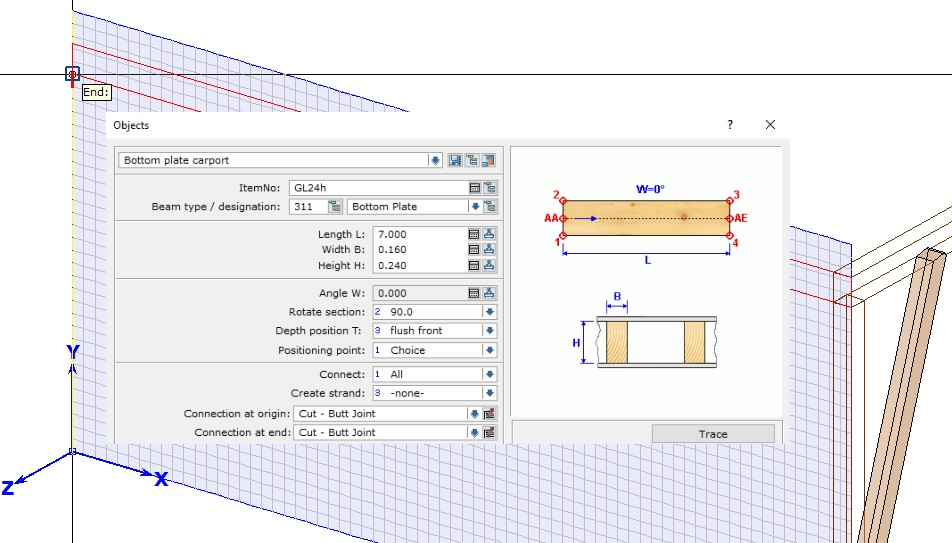 End:
Objects
?
Bottom plate carport
ItemNo: GL24h
Beam type / designation: 311 Bottom Plate
Length L: 7.000
Width B: 0.160
Height H: 0.240
Angle W: 0.000
Rotate section: 2 90.0
Depth position T: 3 flush front
Positioning point: 1 Choice
Connect: 1 All
Create strand: 3 -none-
Connection at origin: Cut - Butt Joint
Connection at end: Cut - Butt Joint
W=0°
2 3
AA AE
1 4
L
B
H
Trace
Y
X
Z